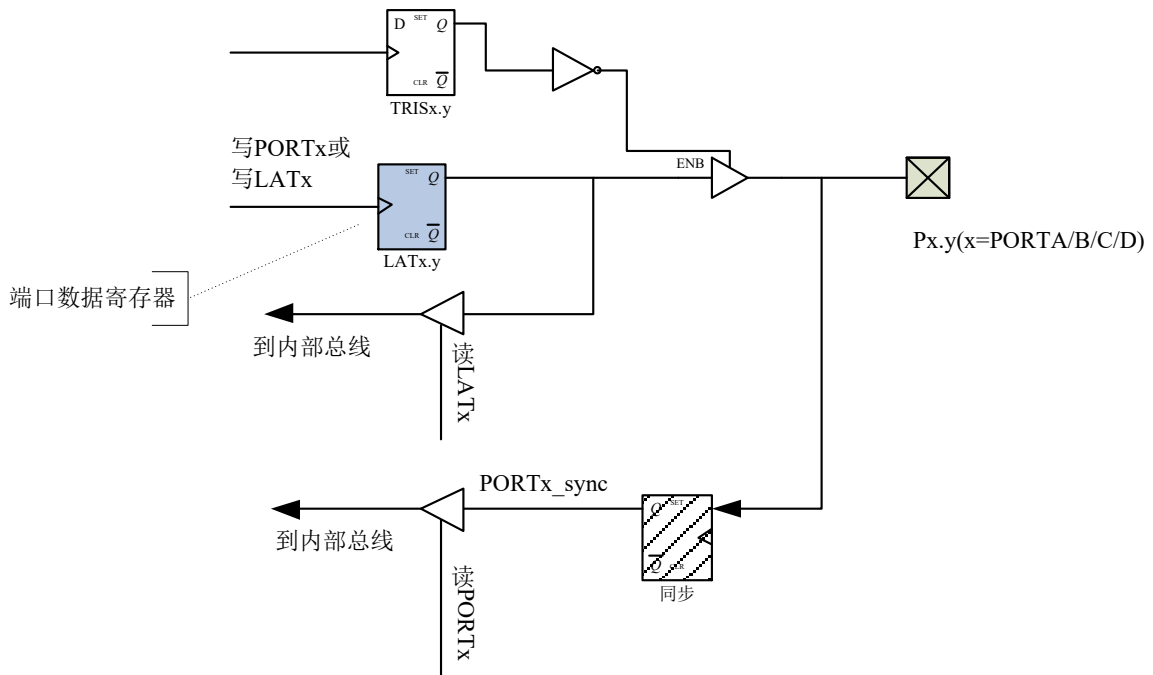 D SET Q
CLR Q
TRISx.y
写PORTx或
写LATx
ENB
SET Q
CLR Q
LATx.y
Px.y(x=PORTA/B/C/D)
端口数据寄存器
到内部总线
读LATx
PORTx_sync
Q SET
Q CLR
同步
到内部总线
读PORTx